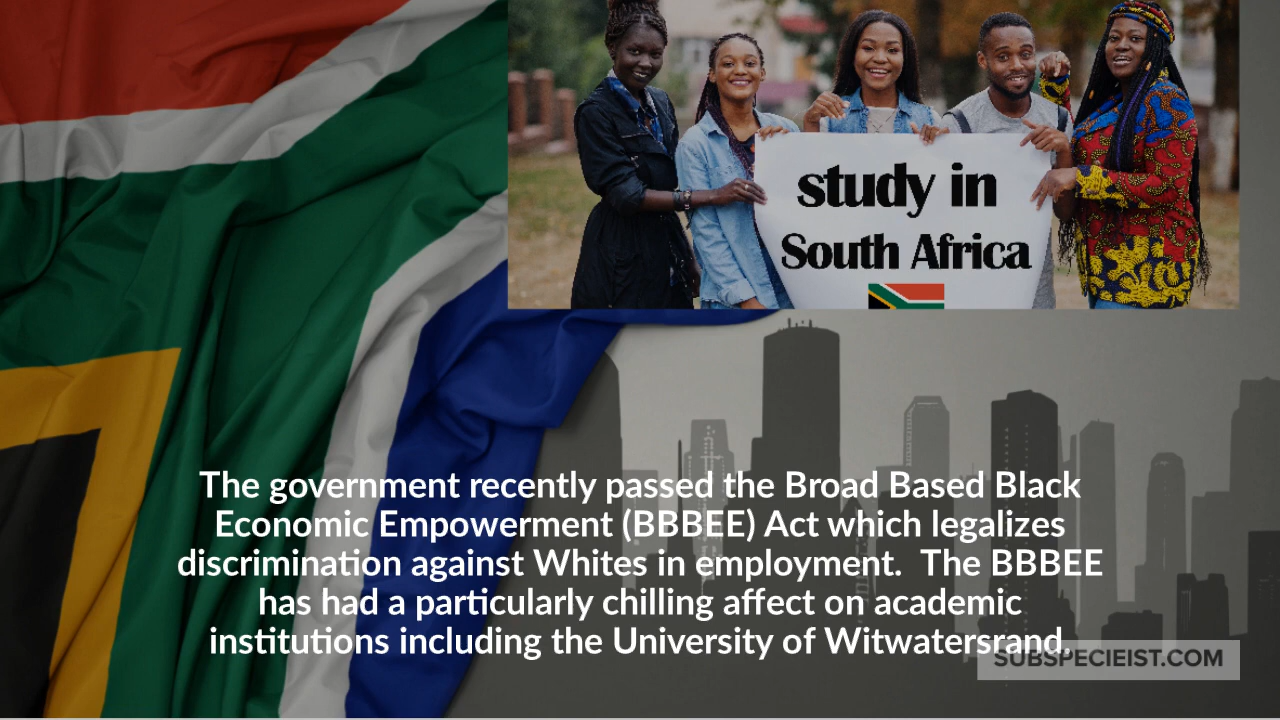 study in
South Africa
The government recently passed the Broad Based Black
Economic Empowerment (BBBEE) Act which legalizes
discrimination against Whites in employment.  The BBBEE
has had a particularly chilling affect on academic
institutions including the University of Witwatersrand.
SUBSPECIEIST.COM